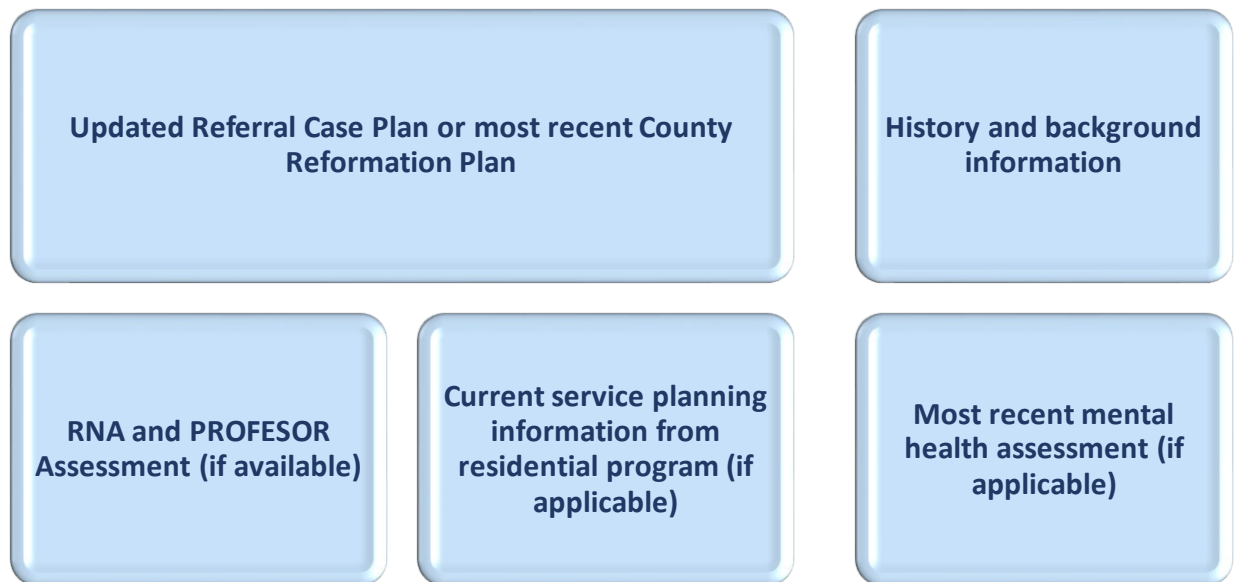 Updated Referral Case Plan or most recent County
Reformation Plan
History and background
information
RNA and PROFESOR
Assessment (if available)
Current service planning
information from
residential program (if
applicable)
Most recent mental
health assessment (if
applicable)